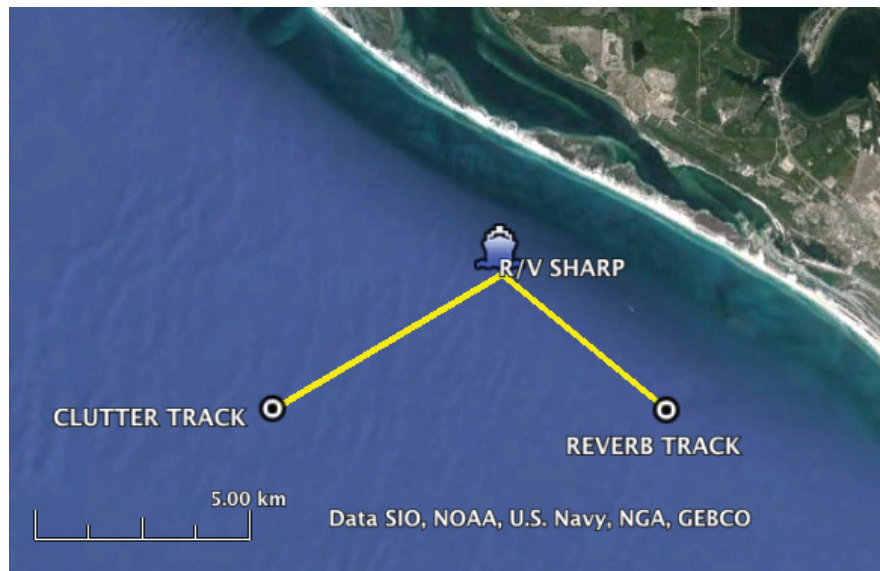 R/V SHARP
CLUTTER TRACK
REVERB TRACK
5.00 km
Data SIO, NOAA, U.S. Navy, NGA, GEBCO